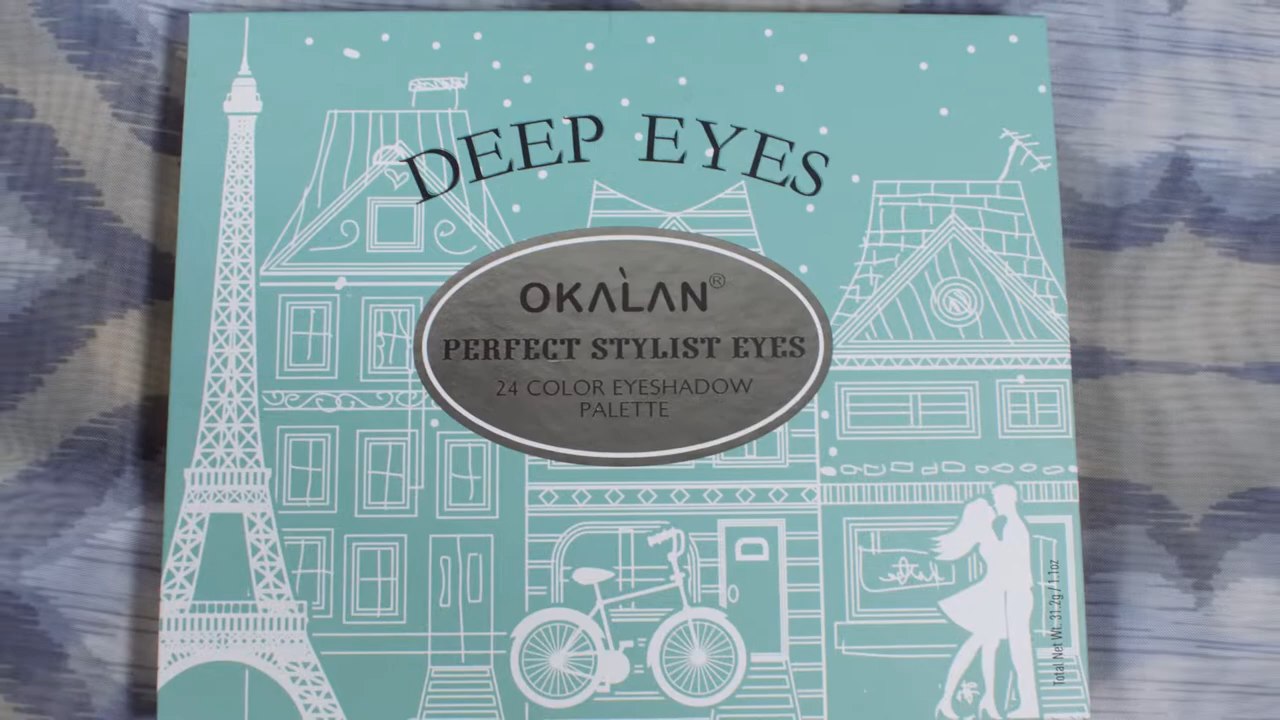 DEEP EYES
OKALAN®
PERFECT STYLIST EYES
24 COLOR EYESHADOW
PALETTE
Total Net Wt. 31.2g / 1.1oz